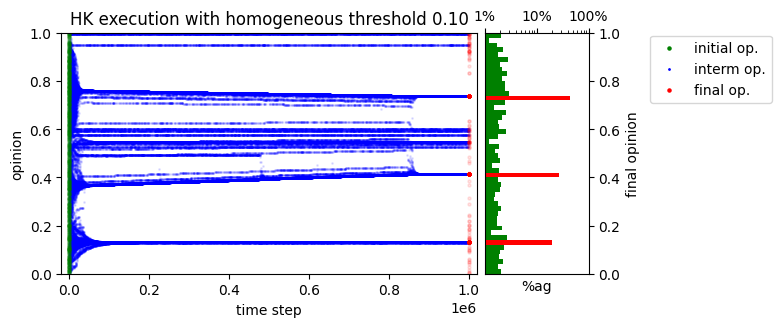 HK execution with homogeneous threshold 0.10
1% 10% 100%
initial op.
interm op.
final op.
opinion
1.0
0.8
0.6
0.4
0.2
0.0
0.0 0.2 0.4 0.6 0.8 1.0
1e6
time step
1.0
0.8
0.6
0.4
0.2
0.0
final opinion
%ag